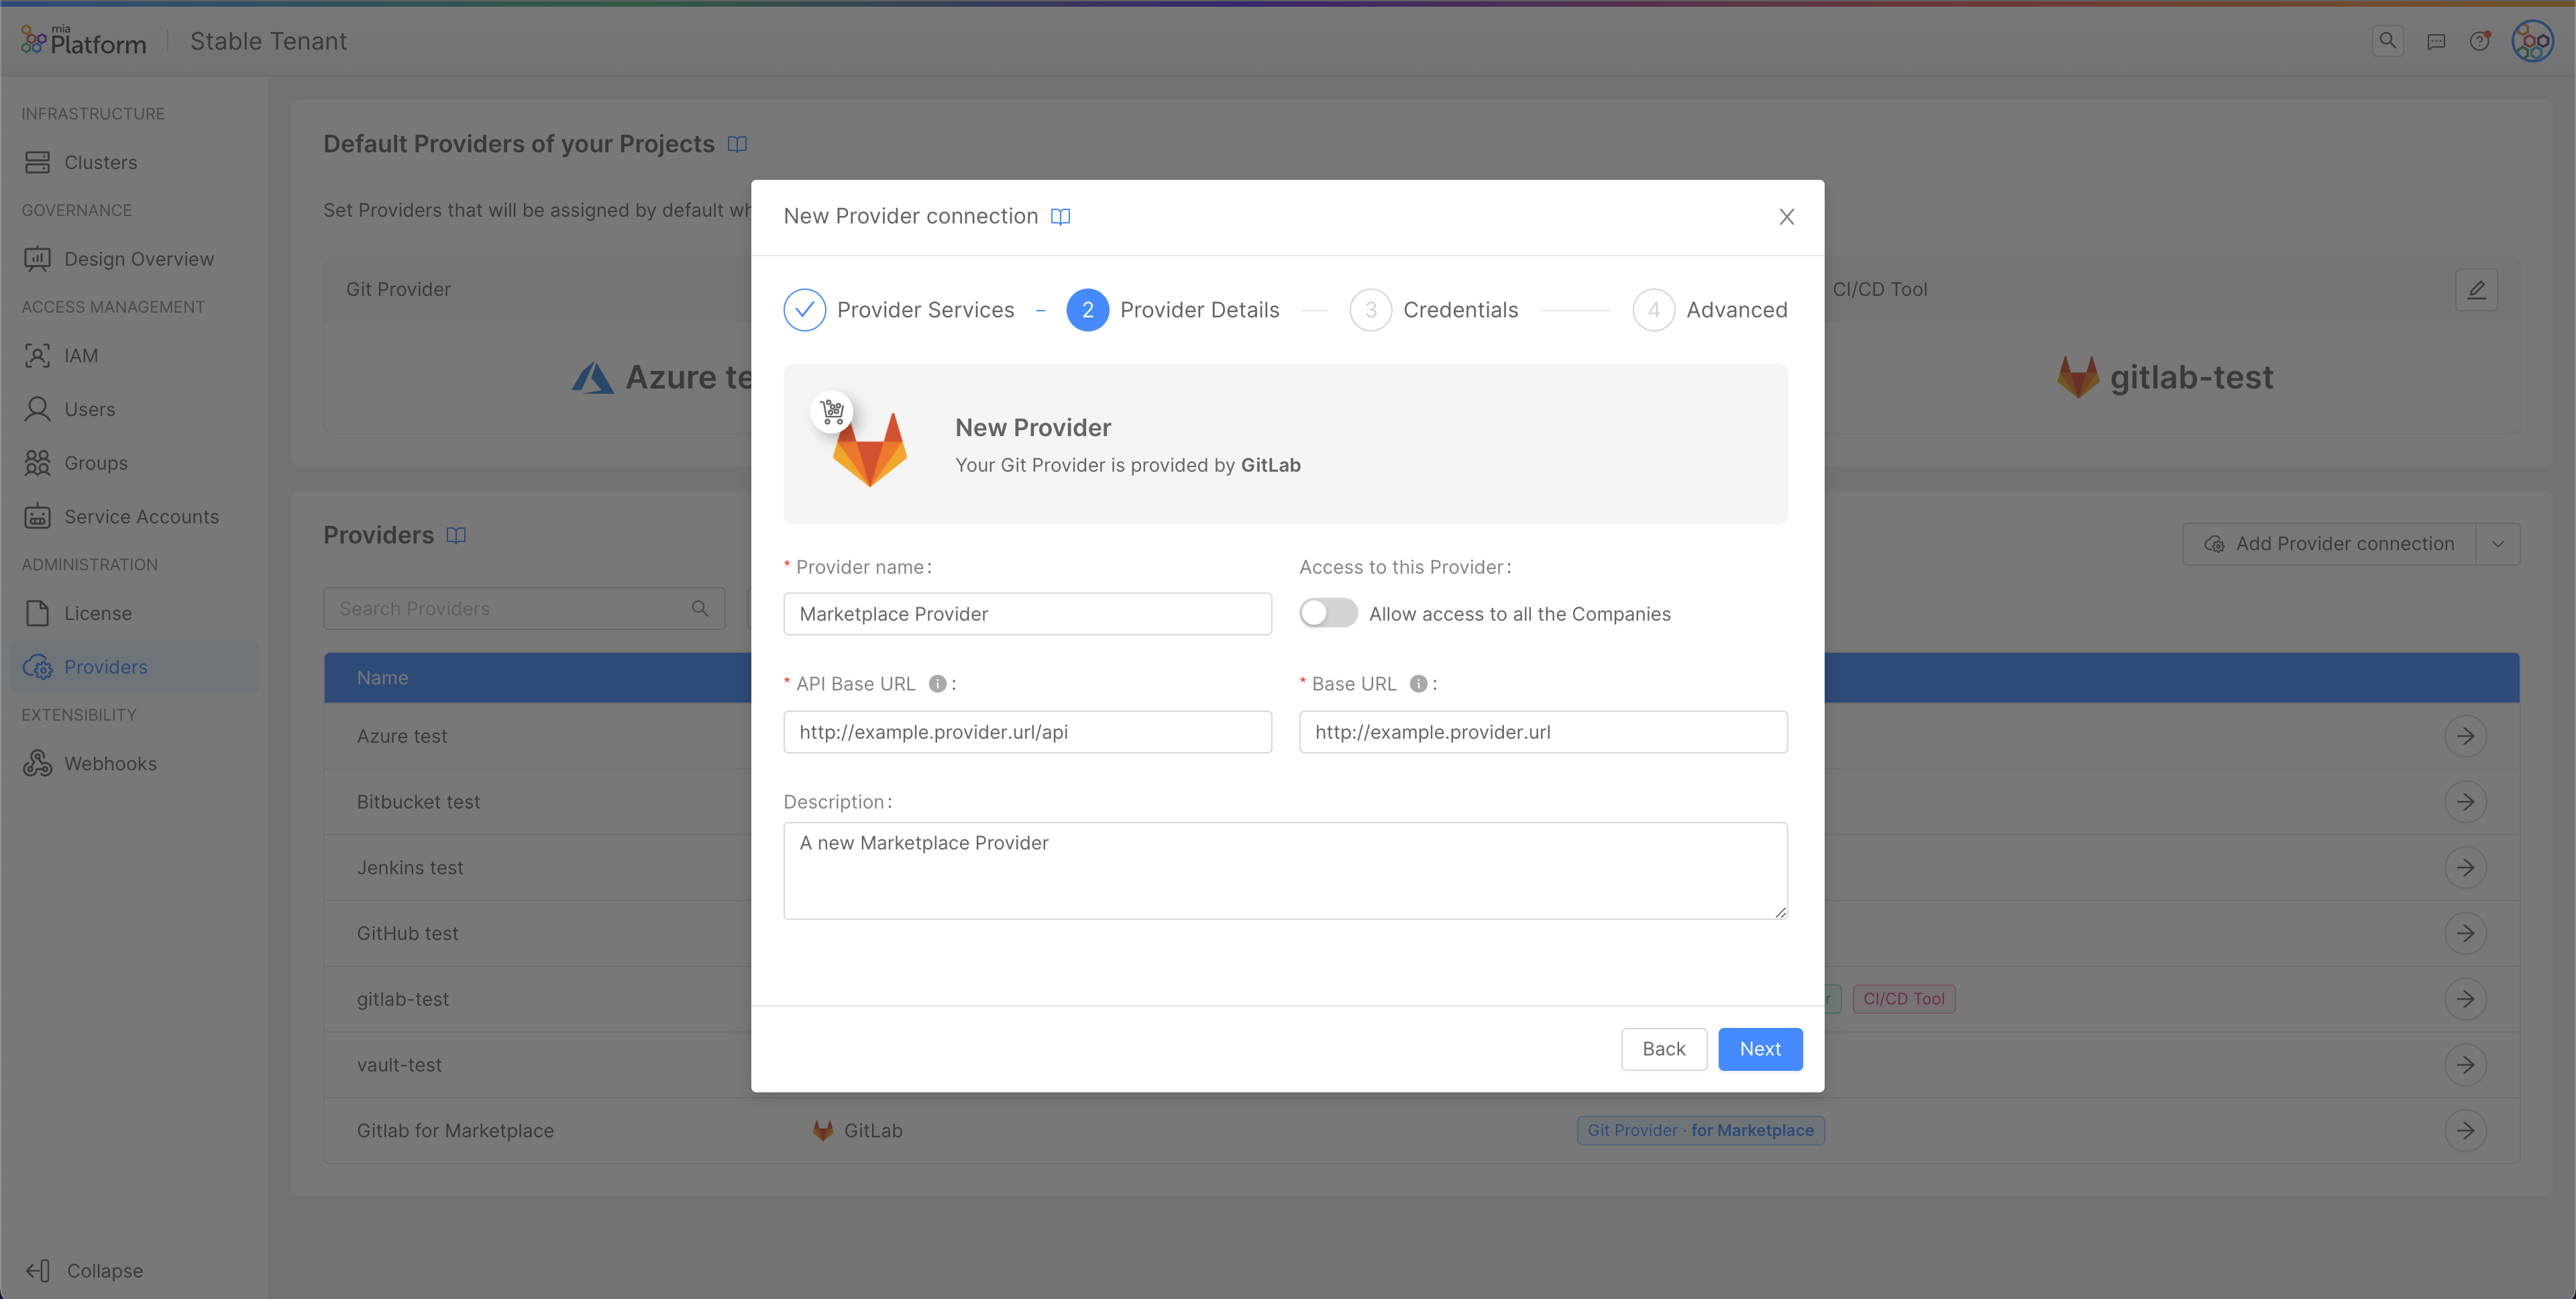 mia
Platform
Stable Tenant
INFRASTRUCTURE
Clusters
GOVERNANCE
Design Overview
ACCESS MANAGEMENT
IAM
Users
Groups
Service Accounts
ADMINISTRATION
License
Providers
EXTENSIBILITY
Webhooks
Collapse
Default Providers of your Projects
Set Providers that will be assigned by default
Git Provider
Azure
CI/CD Tool
gitlab-test
Providers
Add Provider connection
Search Providers
Name
Azure test
Bitbucket test
Jenkins test
GitHub test
gitlab-test
CI/CD Tool
vault-test
Gitlab for Marketplace
GitLab
Git Provider · for Marketplace
New Provider connection
Provider Services
2 Provider Details
3 Credentials
4 Advanced
New Provider
Your Git Provider is provided by GitLab
* Provider name:
Marketplace Provider
Access to this Provider:
Allow access to all the Companies
* API Base URL :
http://example.provider.url/api
* Base URL :
http://example.provider.url
Description:
A new Marketplace Provider
Back
Next